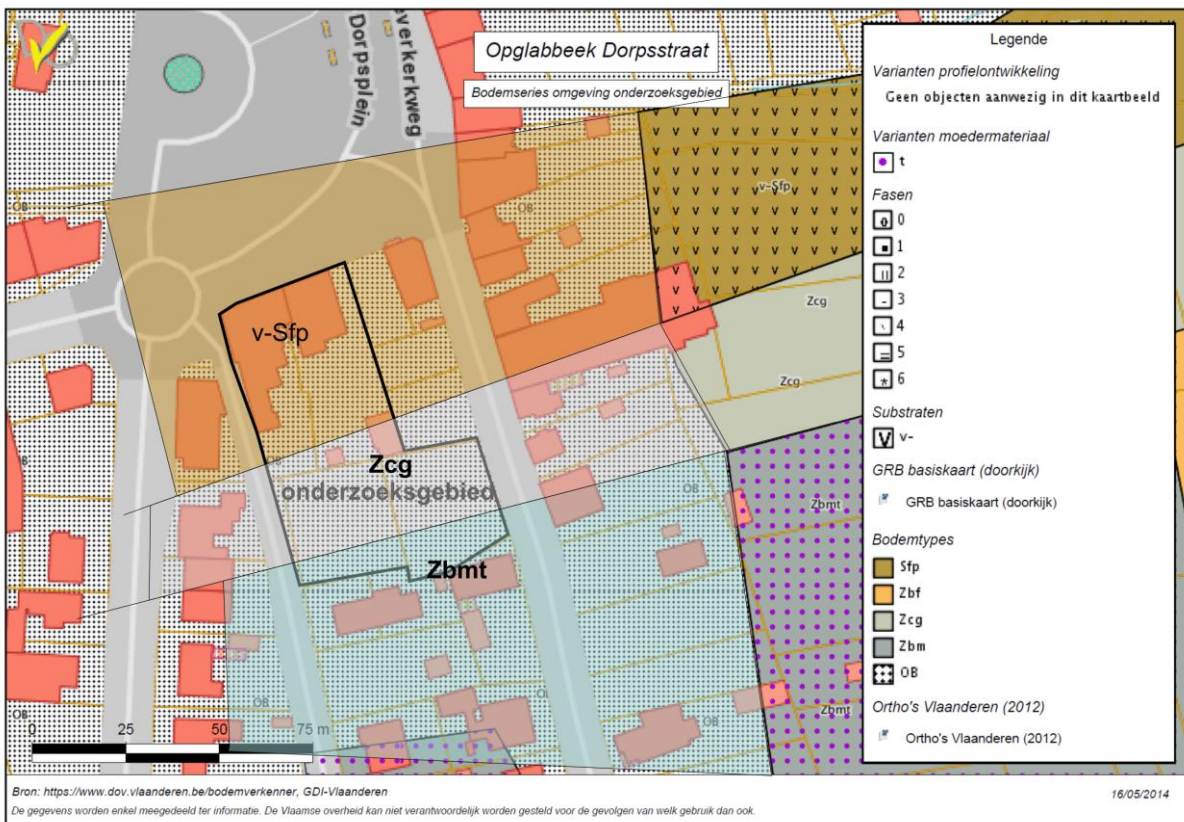 Opglabbeek Dorpsstraat
Bodemseries omgeving onderzoeksgebied
Dorpsplein
everkerkweg
OB
OB
v-Sfp
v-Sfp
Zcg
Zcg
OB
Zcg
onderzoeksgebied
OB
OB
Zbmt
Zbmt
OB
OB
OB
OB
Zbmt
0 25 50 75 m
Legende
Varianten profielontwikkeling
Geen objecten aanwezig in dit kaartbeeld
Varianten moedermateriaal
t
Fasen
0
1
2
3
4
5
6
Substraten
V v-
GRB basiskaart (doorkijk)
GRB basiskaart (doorkijk)
Bodemtypes
Sfp
Zbf
Zcg
Zbm
OB
Ortho's Vlaanderen (2012)
Ortho's Vlaanderen (2012)
Bron: https://www.dov.vlaanderen.be/bodemverkenner, GDI-Vlaanderen
16/05/2014
De gegevens worden enkel meegedeeld ter informatie. De Vlaamse overheid kan niet verantwoordelijk worden gesteld voor de gevolgen van welk gebruik dan ook.